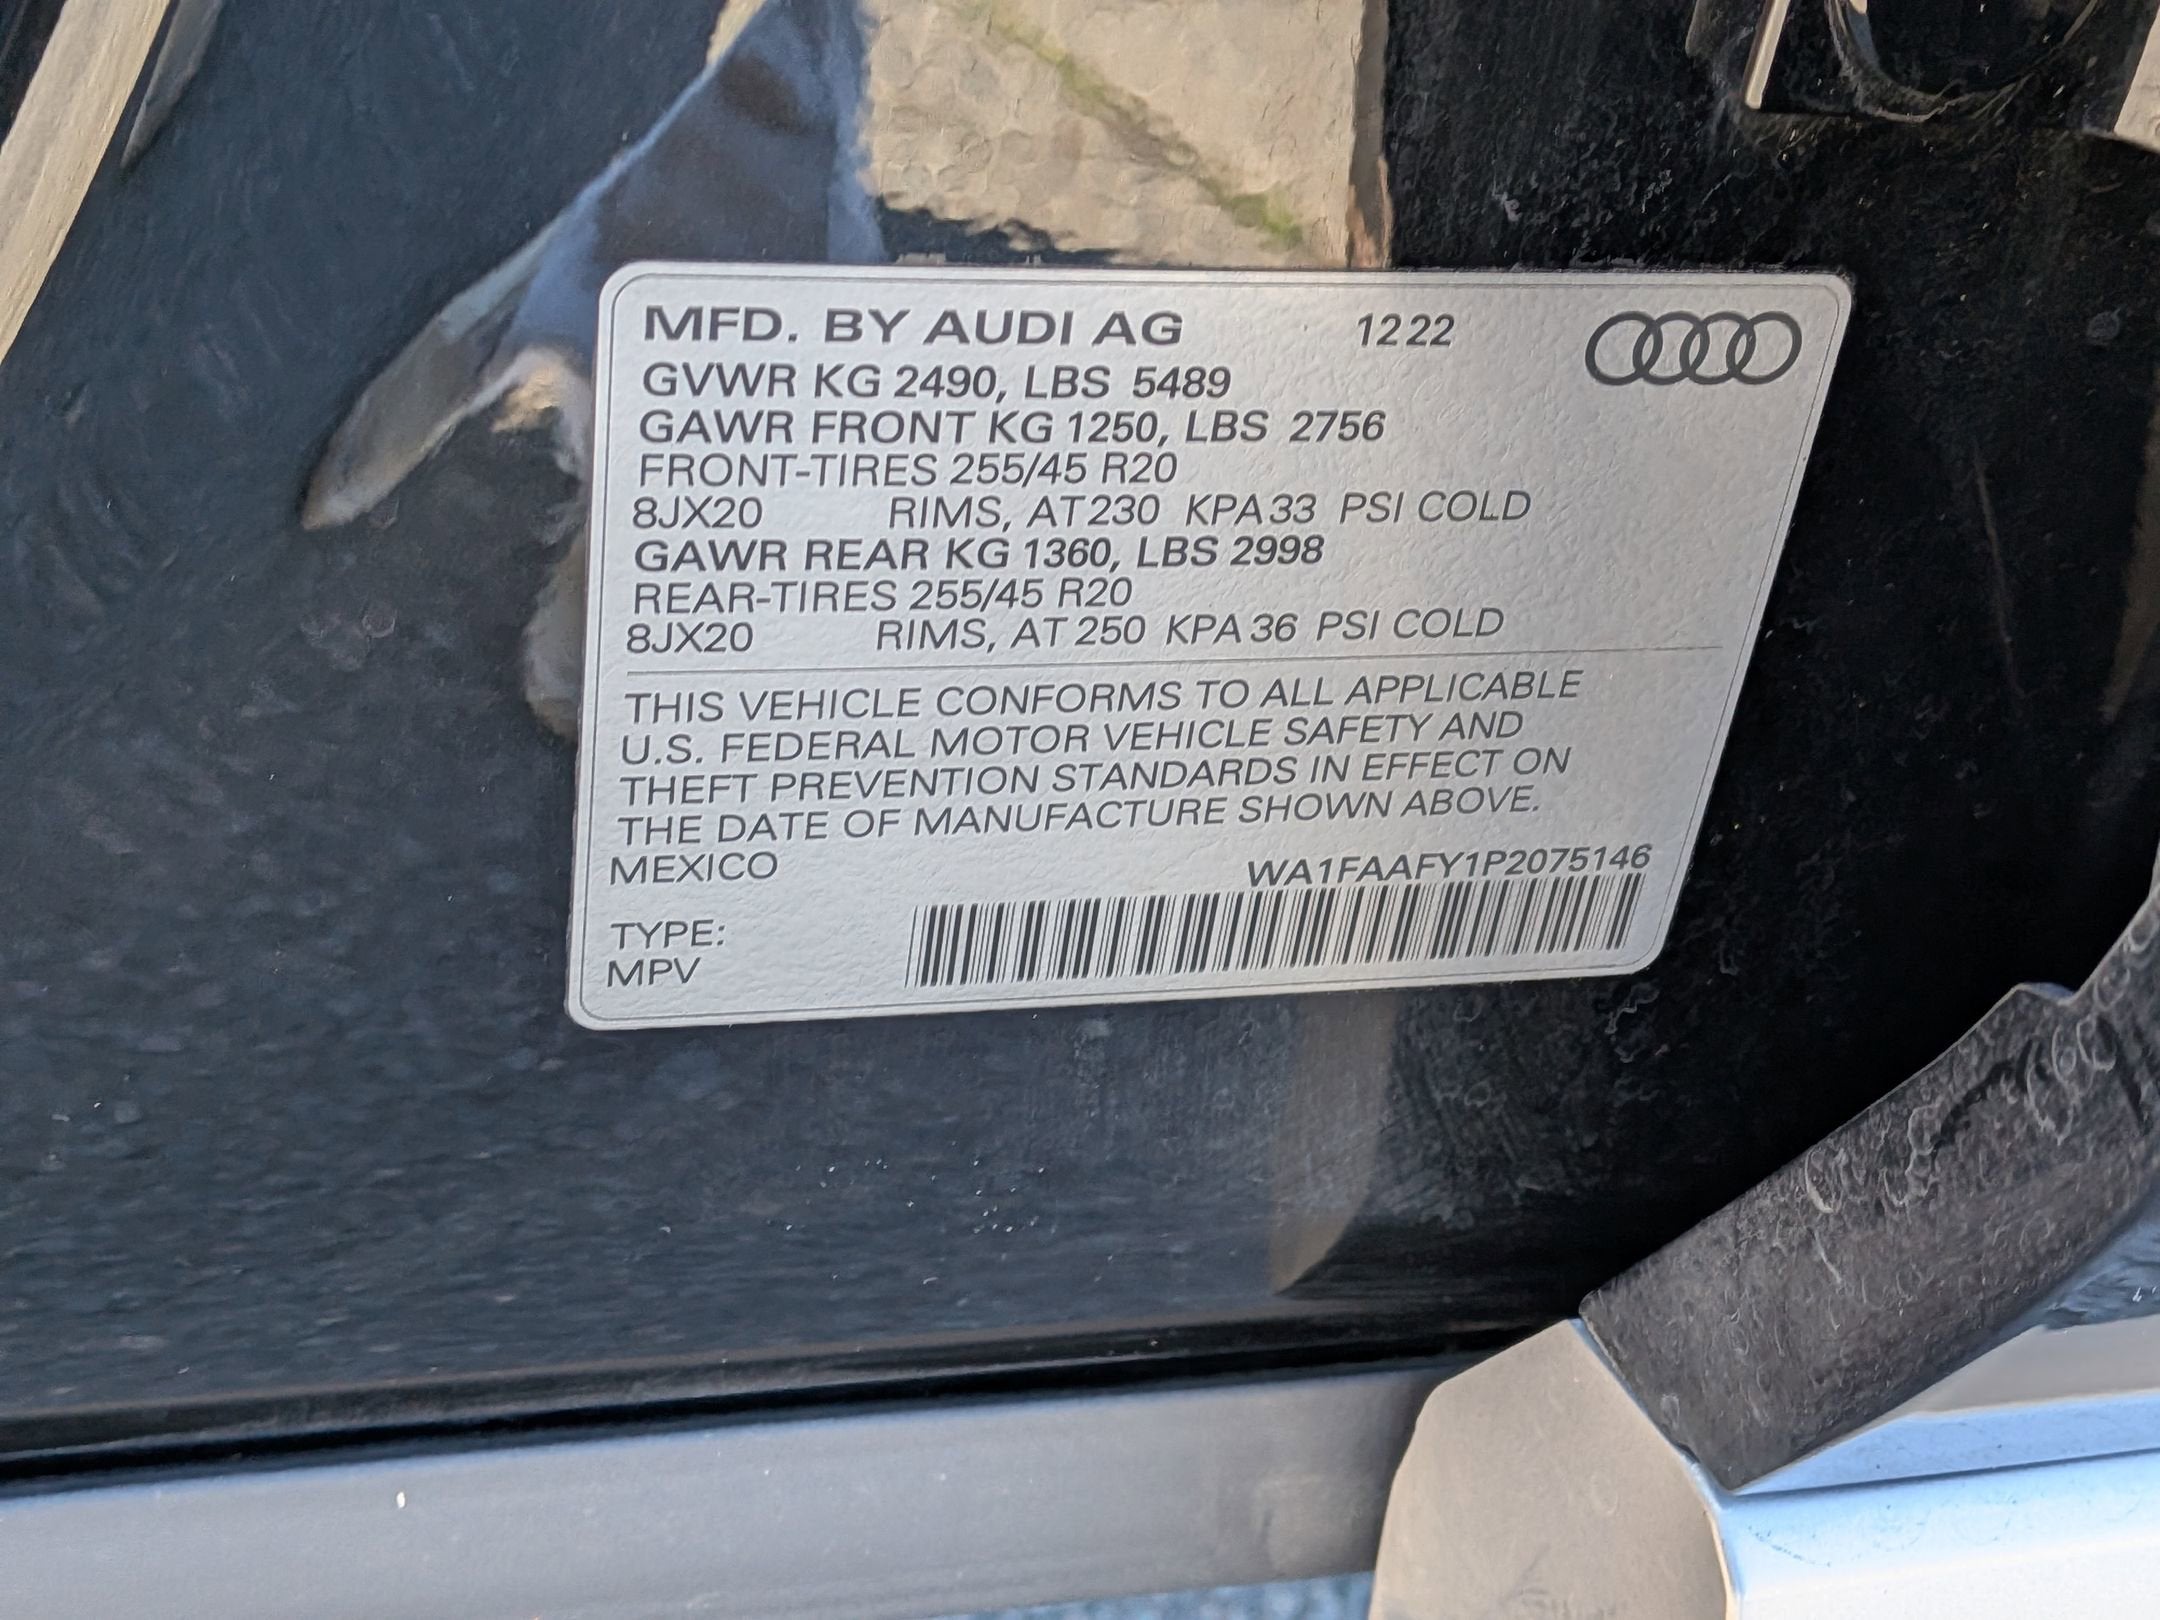 MFD. BY AUDI AG 1222
GVWR KG 2490, LBS 5489
GAWR FRONT KG 1250, LBS 2756
FRONT-TIRES 255/45 R20
8JX20 RIMS, AT 230 KPA 33 PSI COLD
GAWR REAR KG 1360, LBS 2998
REAR-TIRES 255/45 R20
8JX20 RIMS, AT 250 KPA 36 PSI COLD
THIS VEHICLE CONFORMS TO ALL APPLICABLE
U.S. FEDERAL MOTOR VEHICLE SAFETY AND
THEFT PREVENTION STANDARDS IN EFFECT ON
THE DATE OF MANUFACTURE SHOWN ABOVE.
MEXICO WA1FAAFY1P2075146
TYPE:
MPV